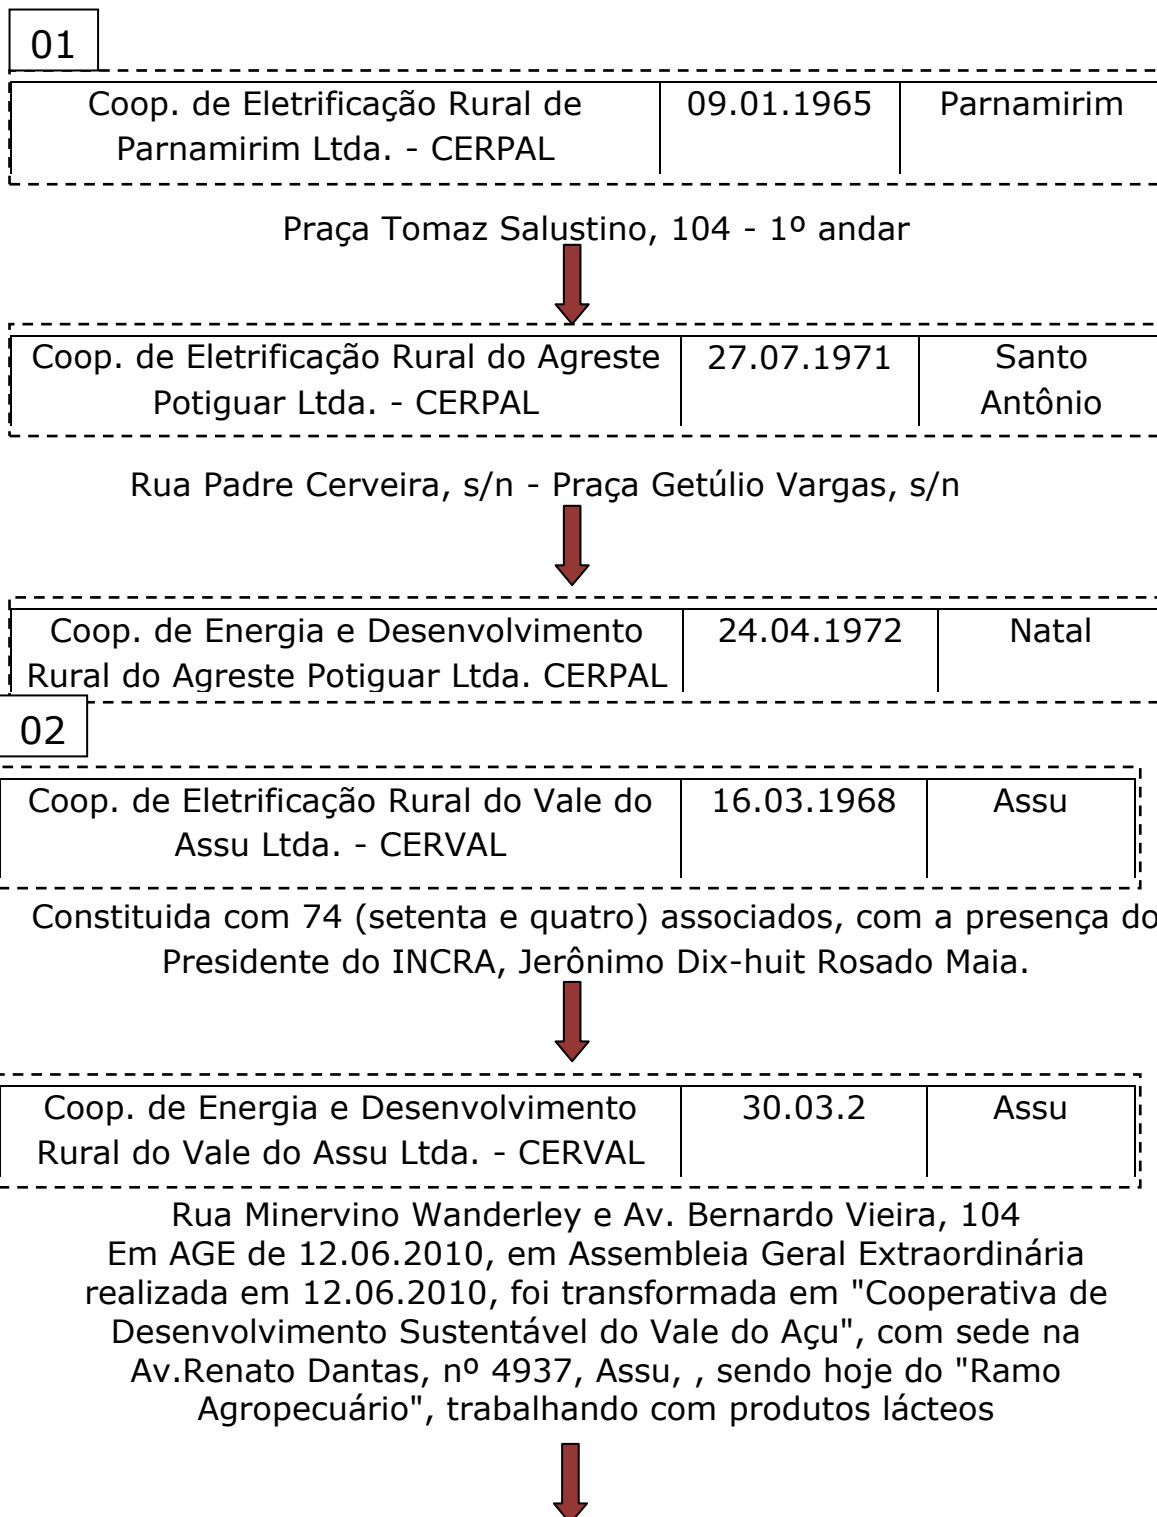 01
Coop. de Eletrificação Rural de 09.01.1965 Parnamirim
Parnamirim Ltda. - CERPAL
Praça Tomaz Salustino, 104 - 1º andar
Coop. de Eletrificação Rural do Agreste 27.07.1971 Santo
Potiguar Ltda. - CERPAL Antônio
Rua Padre Cerveira, s/n - Praça Getúlio Vargas, s/n
Coop. de Energia e Desenvolvimento 24.04.1972 Natal
Rural do Agreste Potiguar Ltda. CERPAL
02
Coop. de Eletrificação Rural do Vale do 16.03.1968 Assu
Assu Ltda. - CERVAL
Constituida com 74 (setenta e quatro) associados, com a presença do
Presidente do INCRA, Jerônimo Dix-huit Rosado Maia.
Coop. de Energia e Desenvolvimento 30.03.2 Assu
Rural do Vale do Assu Ltda. - CERVAL
Rua Minervino Wanderley e Av. Bernardo Vieira, 104
Em AGE de 12.06.2010, em Assembleia Geral Extraordinária
realizada em 12.06.2010, foi transformada em "Cooperativa de
Desenvolvimento Sustentável do Vale do Açu", com sede na
Av.Renato Dantas, nº 4937, Assu, , sendo hoje do "Ramo
Agropecuário", trabalhando com produtos lácteos